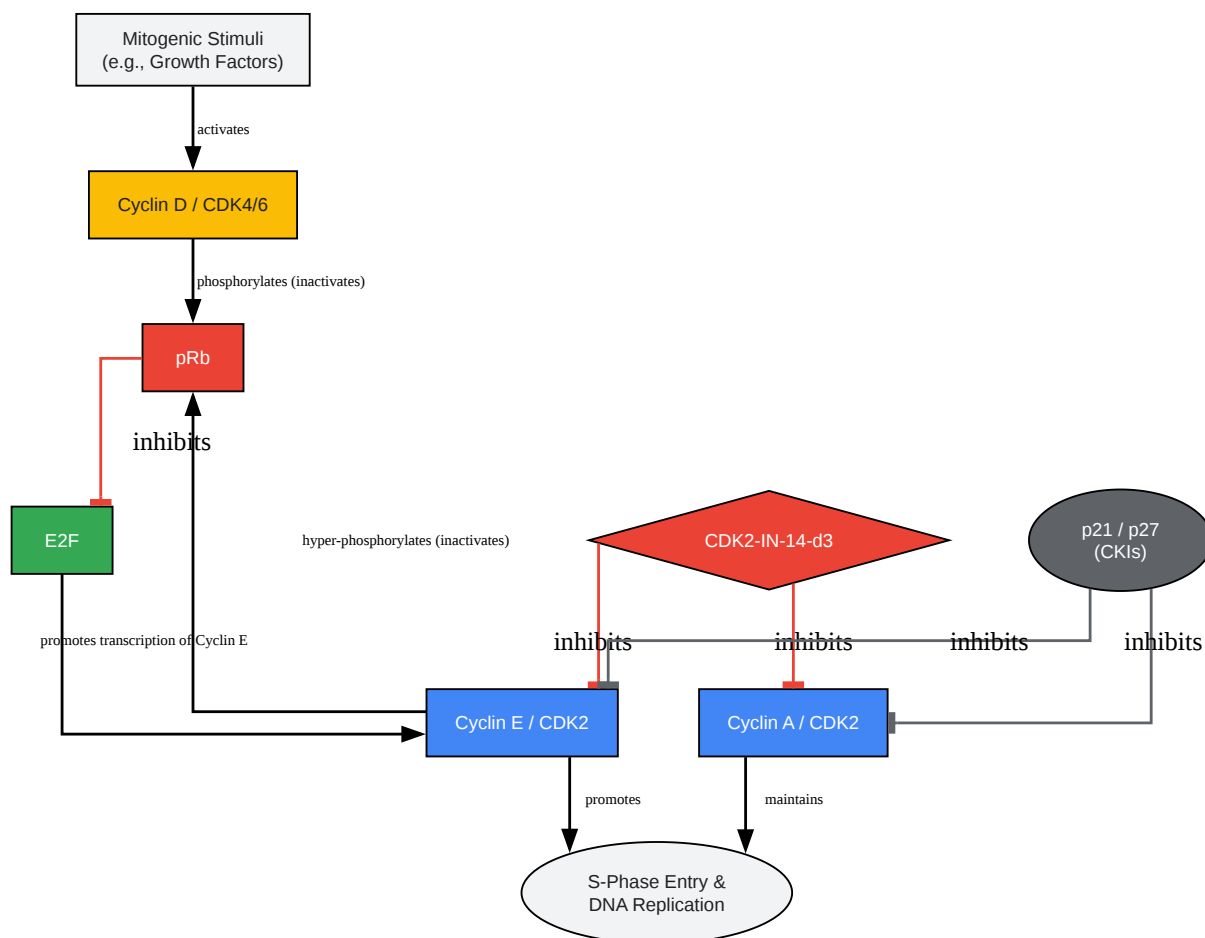 Mitogenic Stimuli
(e.g., Growth Factors)
activates
Cyclin D / CDK4/6
phosphorylates (inactivates)
pRb
inhibits
E2F
hyper-phosphorylates (inactivates)
CDK2-IN-14-d3
p21 / p27
(CKIs)
promotes transcription of Cyclin E
inhibits
inhibits
inhibits
inhibits
Cyclin E / CDK2
Cyclin A / CDK2
promotes
maintains
S-Phase Entry &
DNA Replication